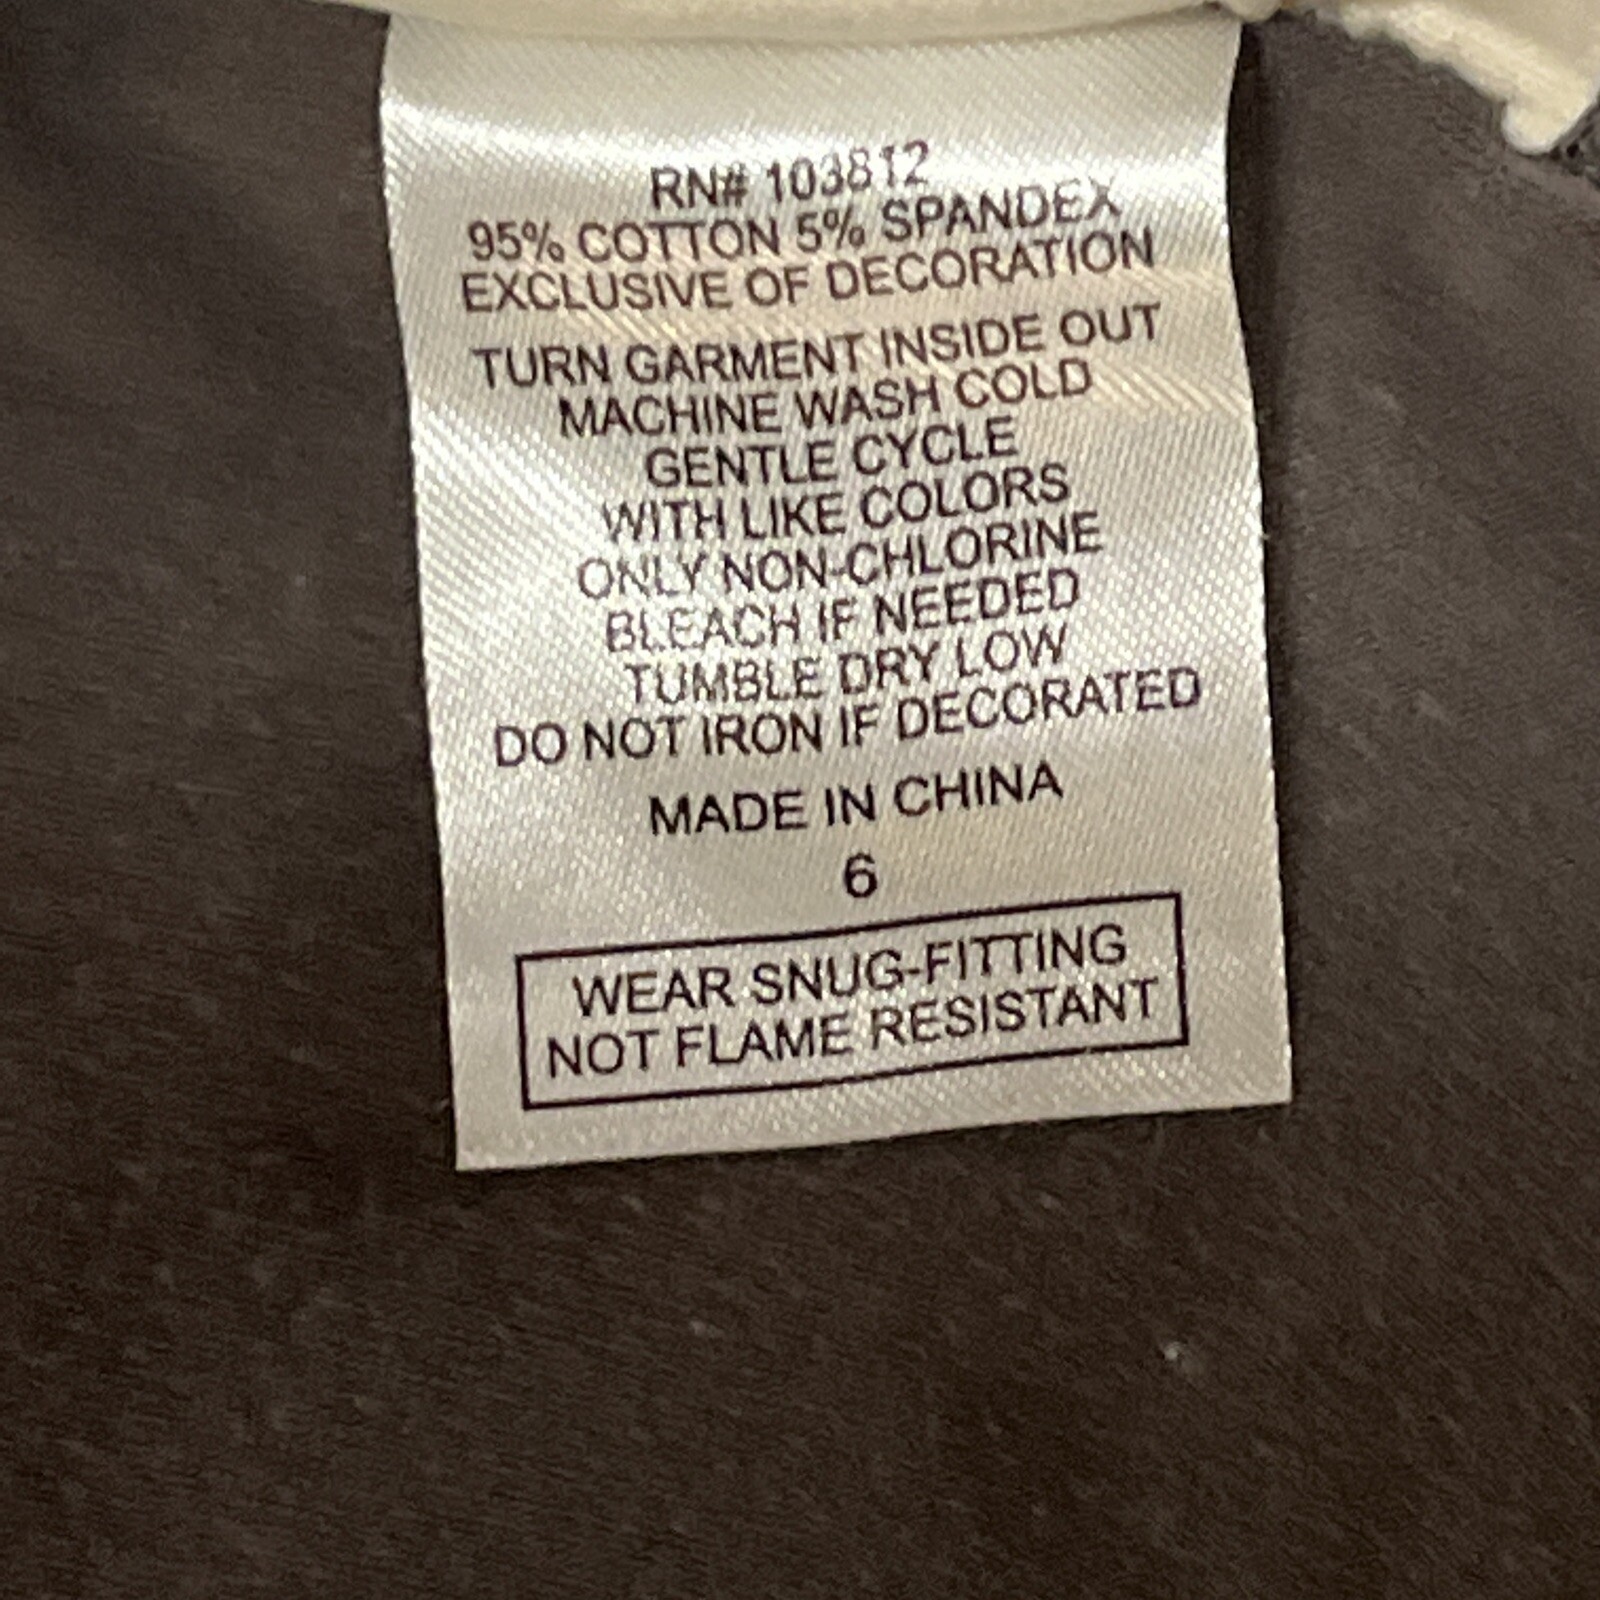 RN# 103812
95% COTTON 5% SPANDEX
EXCLUSIVE OF DECORATION
TURN GARMENT INSIDE OUT
MACHINE WASH COLD
GENTLE CYCLE
WITH LIKE COLORS
ONLY NON-CHLORINE
BLEACH IF NEEDED
TUMBLE DRY LOW
DO NOT IRON IF DECORATED
MADE IN CHINA
6
WEAR SNUG-FITTING
NOT FLAME RESISTANT